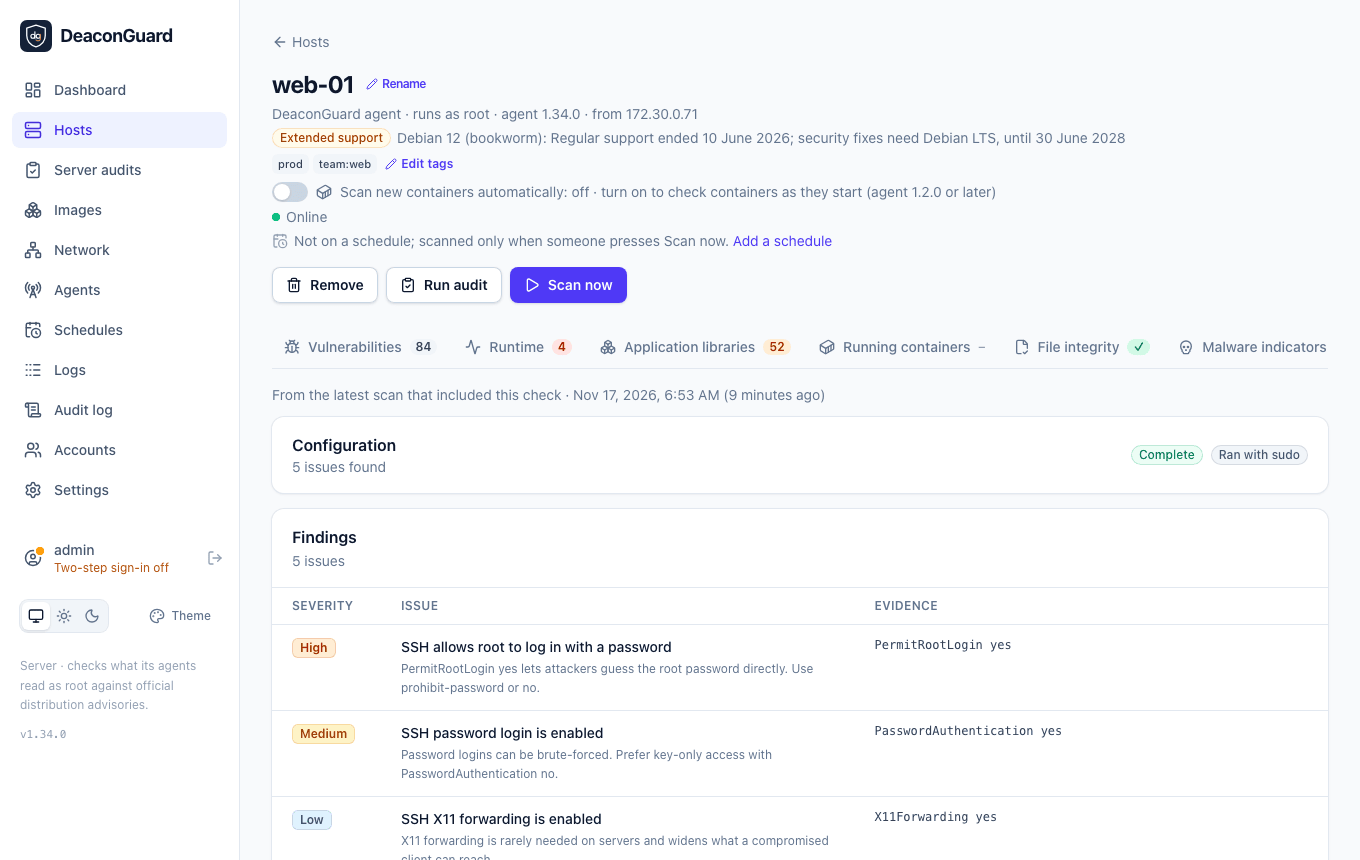 DeaconGuard
Dashboard
Hosts
Server audits
Images
Network
Agents
Schedules
Logs
Audit log
Accounts
Settings
admin
Two-step sign-in off
Theme
Server · checks what its agents
read as root against official
distribution advisories.
v1.34.0
Hosts
web-01 Rename
DeaconGuard agent · runs as root · agent 1.34.0 · from 172.30.0.71
Extended support Debian 12 (bookworm): Regular support ended 10 June 2026; security fixes need Debian LTS, until 30 June 2028
prod team:web Edit tags
Scan new containers automatically: off · turn on to check containers as they start (agent 1.2.0 or later)
Online
Not on a schedule; scanned only when someone presses Scan now. Add a schedule
Remove Run audit Scan now
Vulnerabilities 84 Runtime 4 Application libraries 52 Running containers – File integrity ✓ Malware indicators
From the latest scan that included this check · Nov 17, 2026, 6:53 AM (9 minutes ago)
Configuration
5 issues found
Complete Ran with sudo
Findings
5 issues
SEVERITY ISSUE EVIDENCE
High SSH allows root to log in with a password PermitRootLogin yes
PermitRootLogin yes lets attackers guess the root password directly. Use
prohibit-password or no.
Medium SSH password login is enabled PasswordAuthentication yes
Password logins can be brute-forced. Prefer key-only access with
PasswordAuthentication no.
Low SSH X11 forwarding is enabled X11Forwarding yes
X11 forwarding is rarely needed on servers and widens what a compromised
client can reach.